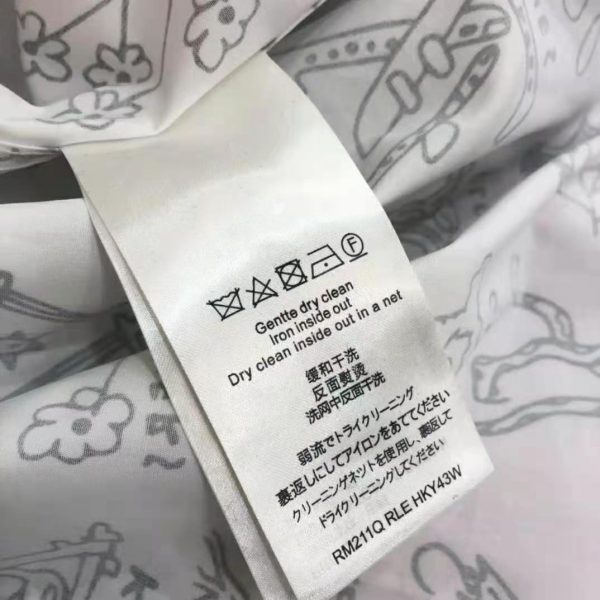 F
Gentte dry clean
Iron inside out
Dry clean inside out in a net
缓和干洗
反面熨烫
洗网中反面干洗
弱流でトライクリーニング
裏返しにしてアイロンをあててください
クリーニングネットを使用し、裏返して
ドライクリーニングしてください
RM211Q RLE HKY43W